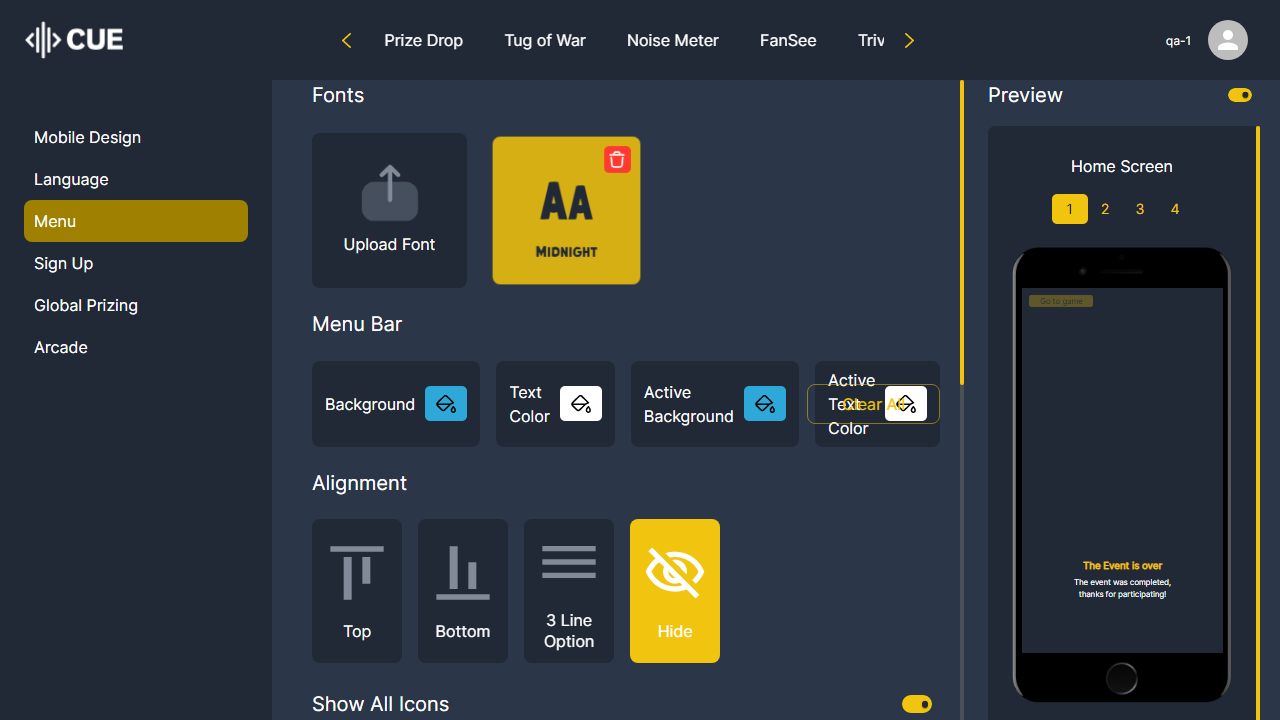 CUE
Prize Drop
Tug of War
Noise Meter
FanSee
Triv
qa-1
Mobile Design
Language
Menu
Sign Up
Global Prizing
Arcade
Fonts
Upload Font
AA
MIDNIGHT
Menu Bar
Background
Text
Color
Active
Background
Active
Text
Color
Clear All
Alignment
Top
Bottom
3 Line
Option
Hide
Show All Icons
Preview
Home Screen
1 2 3 4
Go to game
The Event is over
The event was completed,
thanks for participating!